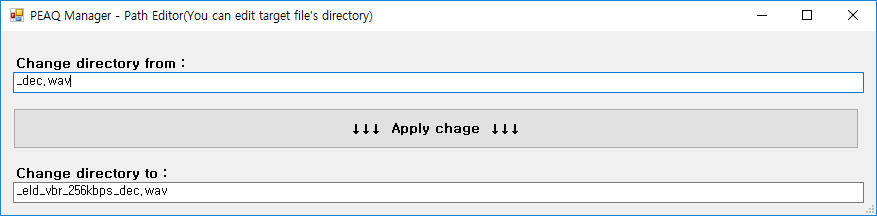 PEAQ Manager - Path Editor(You can edit target file's directory)
Change directory from :
_dec.wav
↓↓↓ Apply chage ↓↓↓
Change directory to :
_eld_vbr_256kbps_dec.wav